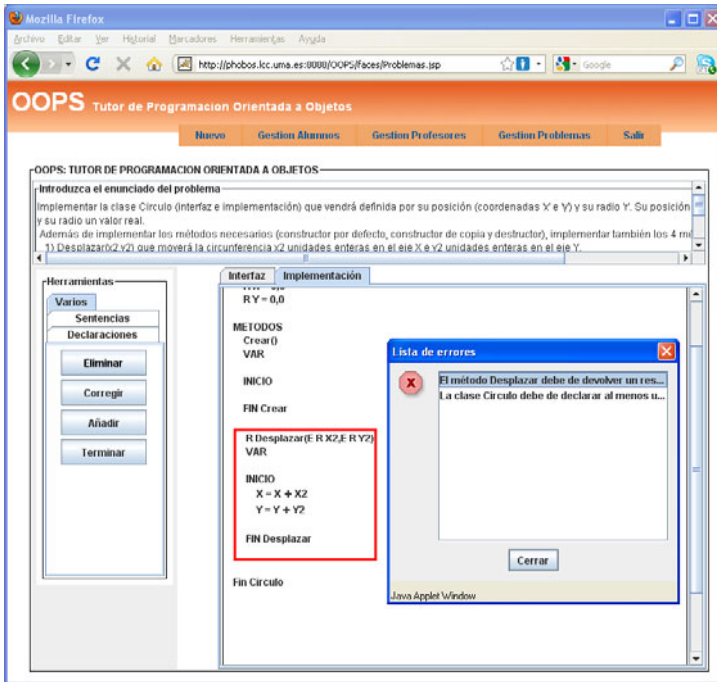 Mozilla Firefox
Archivo Editar Ver Historial Marcadores Herramientas Ayuda
http://phobos.lcc.uma.es:8080/OOPS/faces/Problemas.jsp
Google
OOPS Tutor de Programacion Orientada a Objetos
Nuevo Gestion Alumnos Gestion Profesores Gestion Problemas Salir
OOPS: TUTOR DE PROGRAMACION ORIENTADA A OBJETOS
Introduzca el enunciado del problema
Implementar la clase Circulo (interfaz e implementación) que vendrá definida por su posición (coordenadas 'x' e 'y') y su radio 'r'. Su posición
y su radio un valor real.
Además de implementar los métodos necesarios (constructor por defecto, constructor de copia y destructor), implementar también los 4 mé
1) Desplazar(x2,y2) que moverá la circunferencia x2 unidades enteras en el eje X e y2 unidades enteras en el eje Y.
Herramientas
Varios
Sentencias
Declaraciones
Eliminar
Corregir
Añadir
Terminar
Interfaz Implementación
R Y = 0,0
METODOS
Crear()
VAR
INICIO
FIN Crear
R Desplazar(E R X2,E R Y2)
VAR
INICIO
X = X + X2
Y = Y + Y2
FIN Desplazar
Fin Circulo
Lista de errores
El método Desplazar debe de devolver un res...
La clase Circulo debe de declarar al menos u...
Cerrar
Java Applet Window